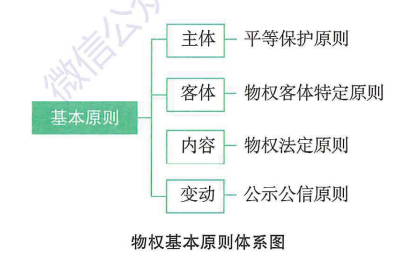 微信公众
基本原则
主体 平等保护原则
客体 物权客体特定原则
内容 物权法定原则
变动 公示公信原则
物权基本原则体系图